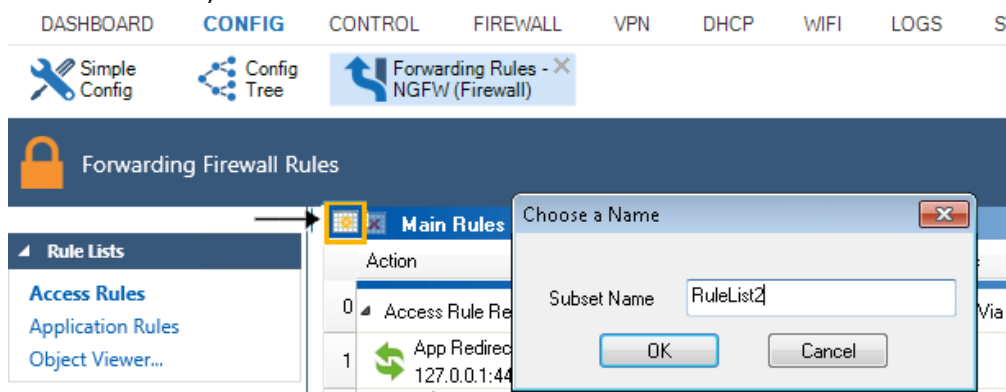 DASHBOARD CONFIG CONTROL FIREWALL VPN DHCP WIFI LOGS S
Simple Config
Config Tree
Forwarding Rules -
NGFW (Firewall)
Forwarding Firewall Rules
Main Rules
Choose a Name
Rule Lists
Action
Access Rules
Subset Name RuleList2
0 Access Rule Re
Via
Application Rules
OK Cancel
Object Viewer...
1 App Redirec
127.0.0.1:44